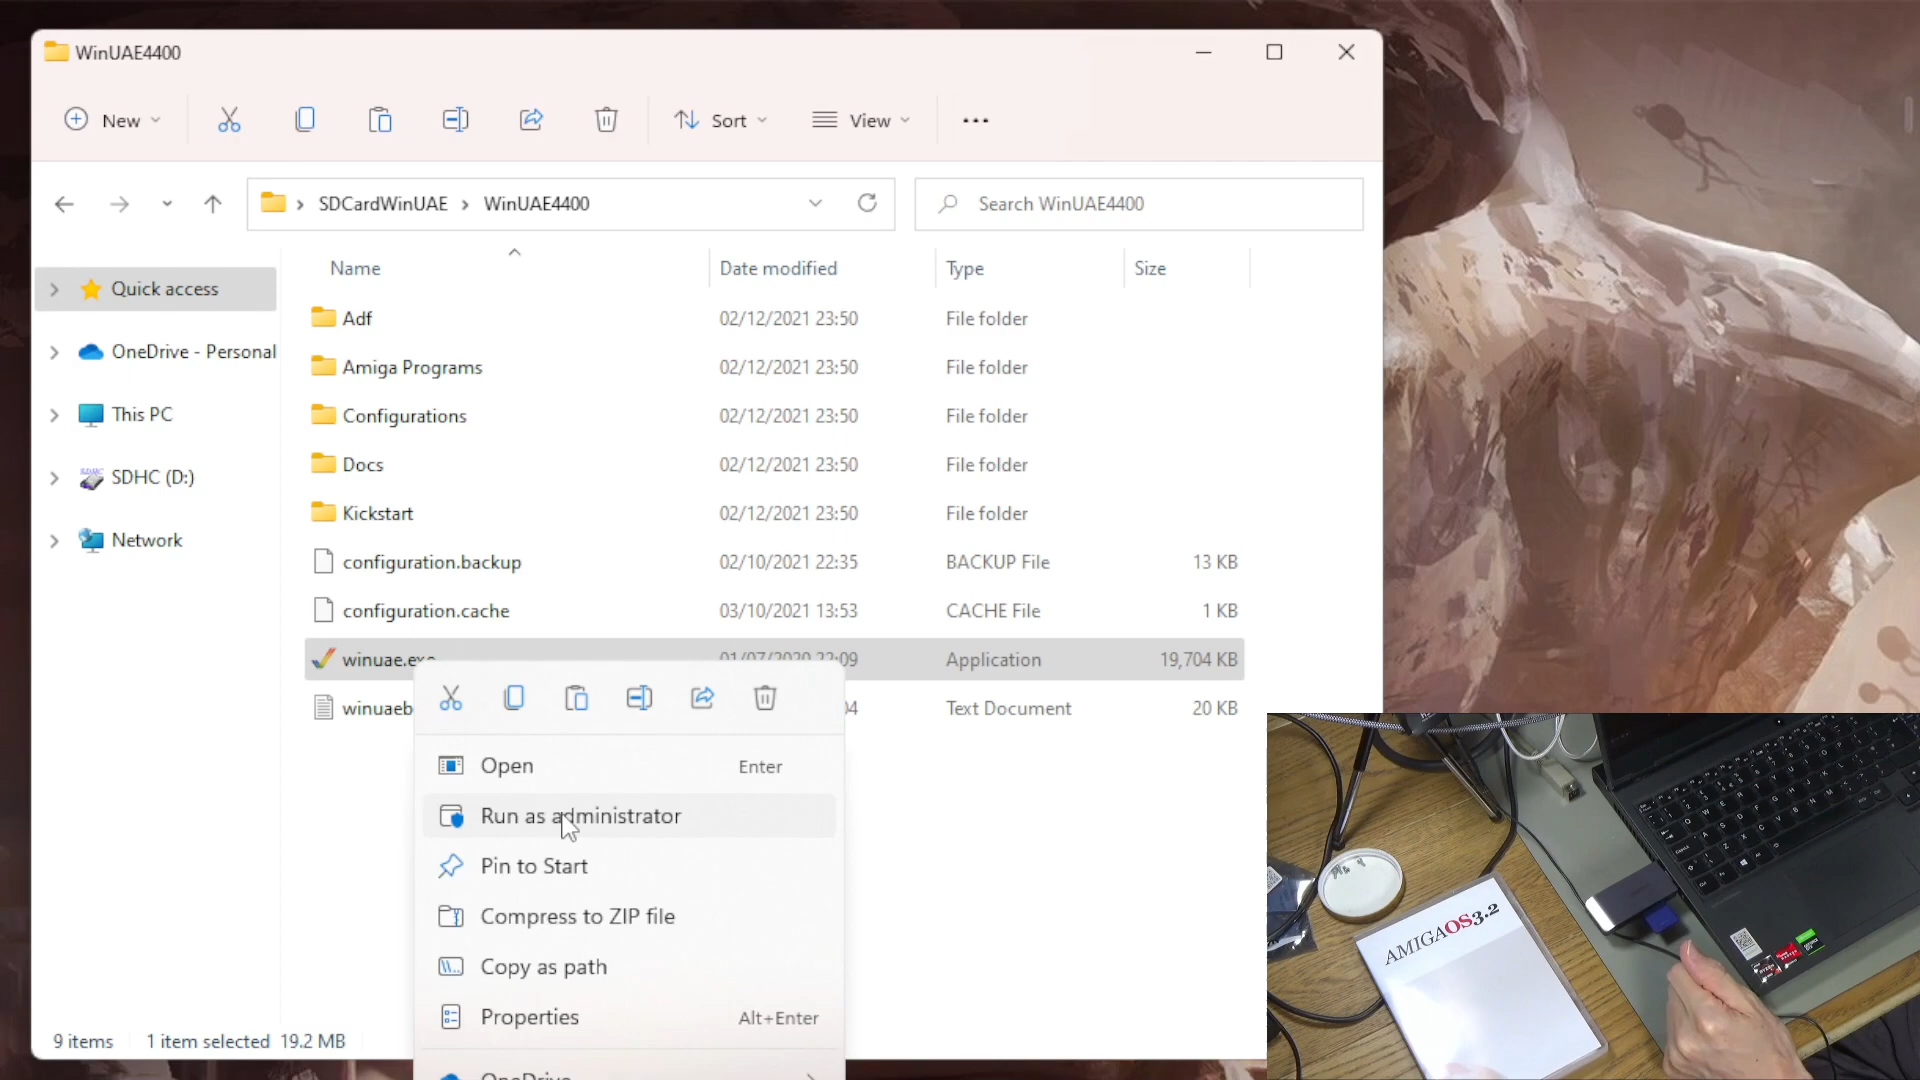 WinUAE4400
New
Sort
View
SDCardWinUAE > WinUAE4400
Search WinUAE4400
Name
Date modified
Type
Size
Quick access
OneDrive - Personal
This PC
SDHC (D:)
Network
Adf 02/12/2021 23:50 File folder
Amiga Programs 02/12/2021 23:50 File folder
Configurations 02/12/2021 23:50 File folder
Docs 02/12/2021 23:50 File folder
Kickstart 02/12/2021 23:50 File folder
configuration.backup 02/10/2021 22:35 BACKUP File 13 KB
configuration.cache 03/10/2021 13:53 CACHE File 1 KB
winuae.exe 01/07/2020 22:09 Application 19,704 KB
winuaeb 04 Text Document 20 KB
Open Enter
Run as administrator
Pin to Start
Compress to ZIP file
Copy as path
Properties Alt+Enter
OneDrive
9 items 1 item selected 19.2 MB
AMIGAOS3.2